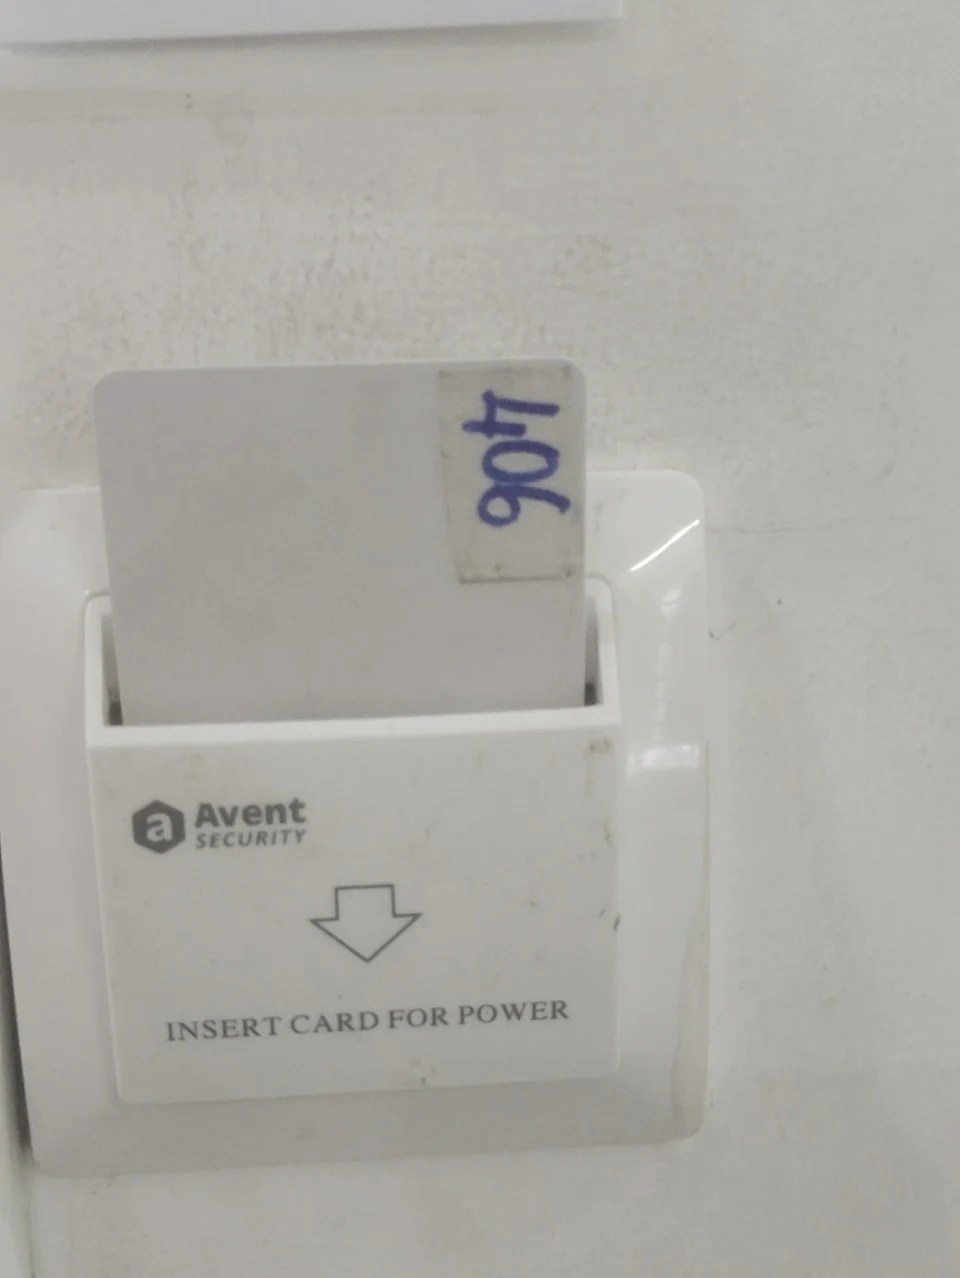 406
a Avent
SECURITY
INSERT CARD FOR POWER